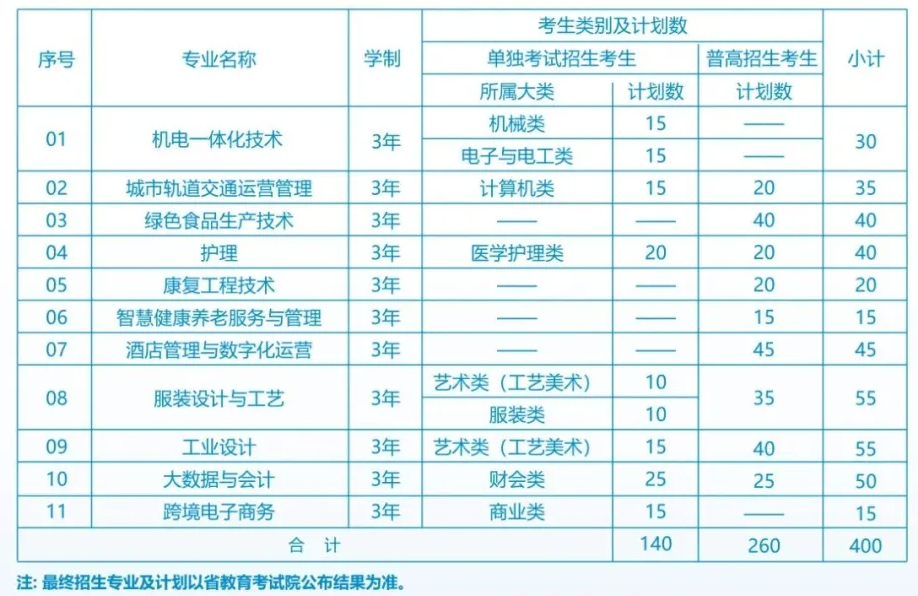 序号 专业名称 学制 考生类别及计划数 小计
单独考试招生考生 普高招生考生
所属大类 计划数 计划数
01 机电一体化技术 3年 机械类 15 —— 30
电子与电工类 15 ——
02 城市轨道交通运营管理 3年 计算机类 15 20 35
03 绿色食品生产技术 3年 —— —— 40 40
04 护理 3年 医学护理类 20 20 40
05 康复工程技术 3年 —— —— 20 20
06 智慧健康养老服务与管理 3年 —— —— 15 15
07 酒店管理与数字化运营 3年 —— —— 45 45
08 服装设计与工艺 3年 艺术类（工艺美术） 10 35 55
服装类 10
09 工业设计 3年 艺术类（工艺美术） 15 40 55
10 大数据与会计 3年 财会类 25 25 50
11 跨境电子商务 3年 商业类 15 —— 15
合 计 140 260 400
注: 最终招生专业及计划以省教育考试院公布结果为准。